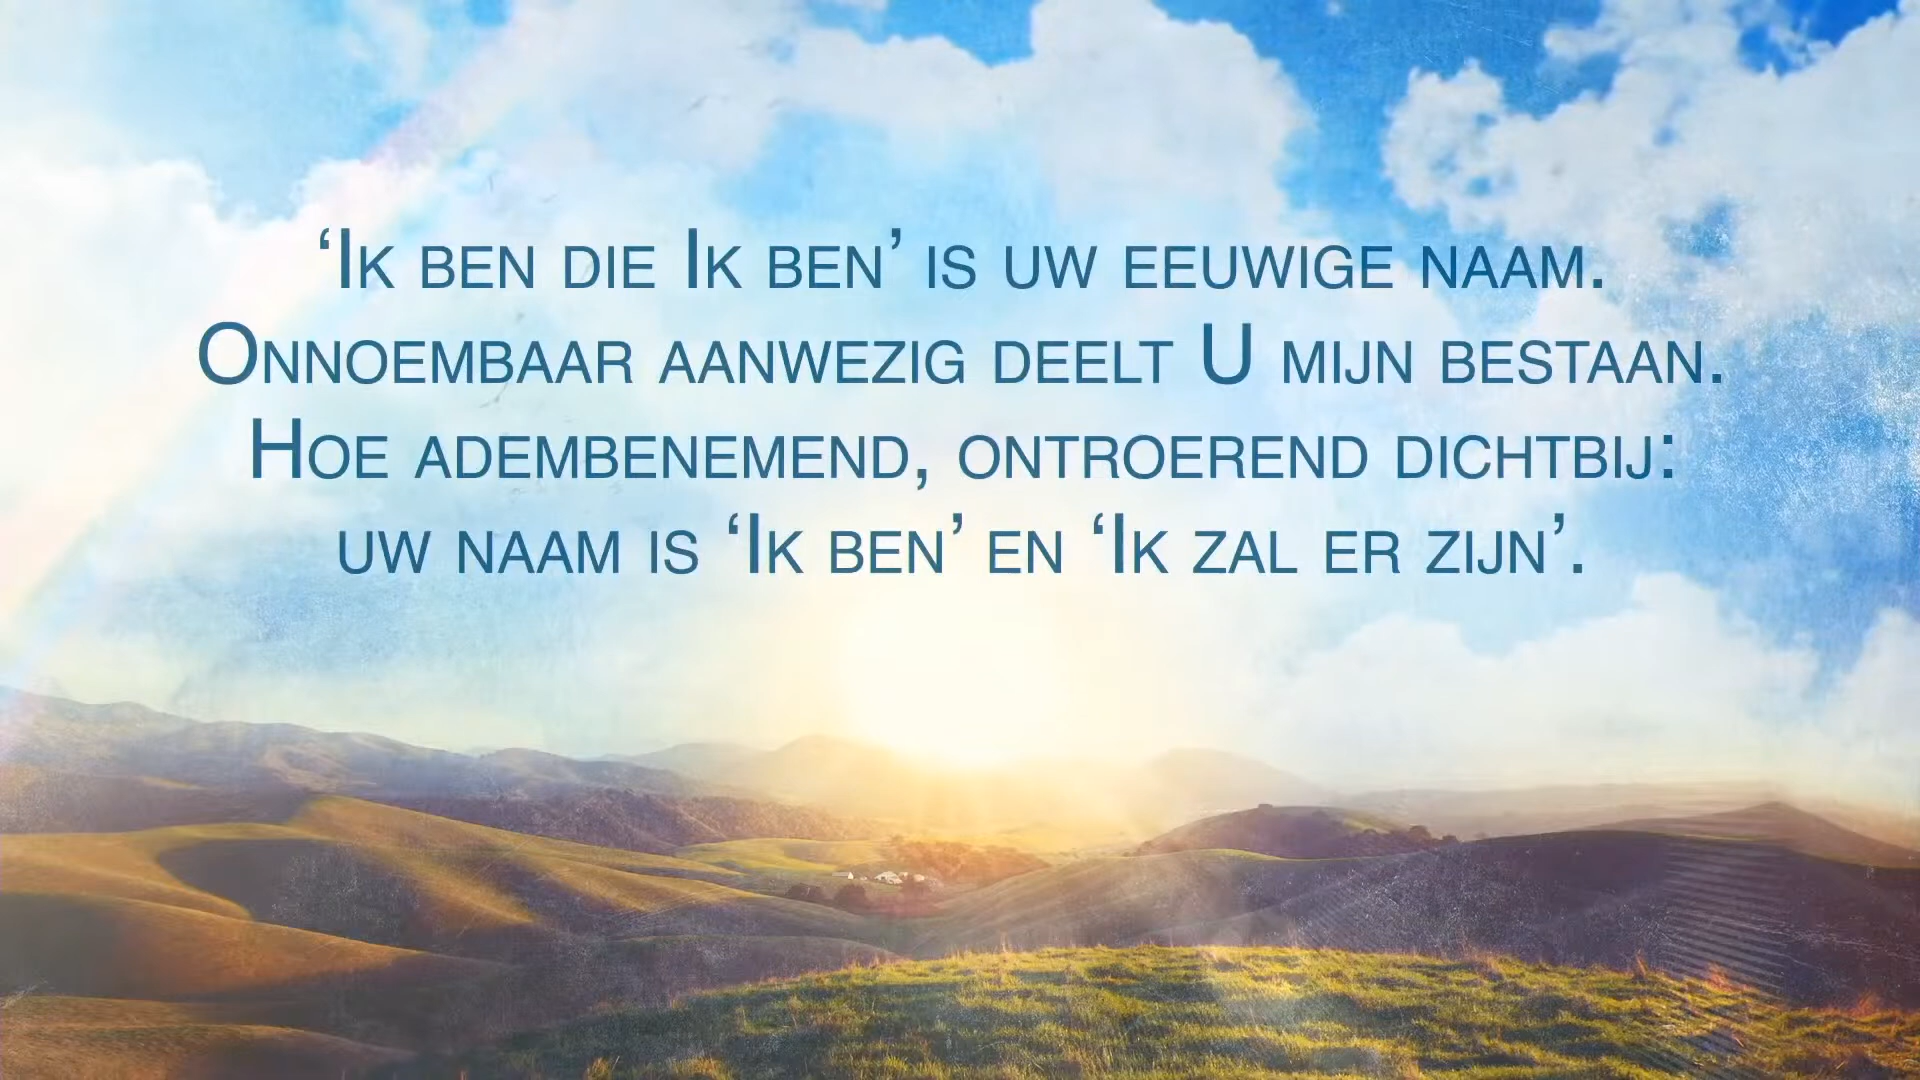 ‘Ik ben die Ik ben’ is uw eeuwige naam.
Onnoembaar aanwezig deelt U mijn bestaan.
Hoe adembenemend, ontroerend dichtbij:
uw naam is ‘Ik ben’ en ‘Ik zal er zijn’.